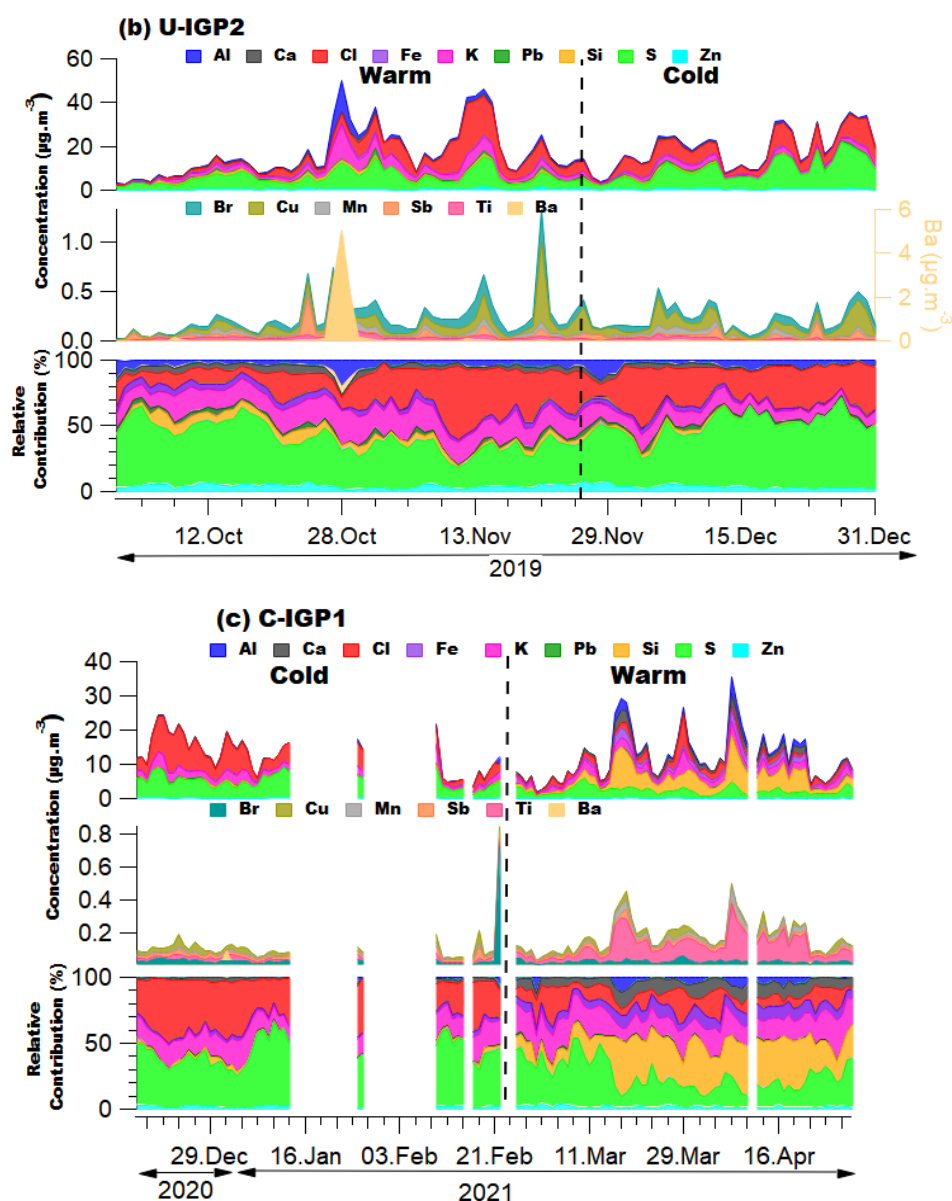 (b) U-IGP2
Al Ca Cl Fe K Pb Si S Zn
Warm Cold
60
40
20
0
Concentration (µg.m-3)
Br Cu Mn Sb Ti Ba
1.0
0.5
0.0
6
4
2
0
Ba (µg.m-3)
100
50
0
Relative
Contribution (%)
12.Oct 28.Oct 13.Nov 29.Nov 15.Dec 31.Dec
2019
(c) C-IGP1
Al Ca Cl Fe K Pb Si S Zn
Cold Warm
40
30
20
10
0
Concentration (µg.m-3)
Br Cu Mn Sb Ti Ba
0.8
0.6
0.4
0.2
Concentration (µg.m-3)
100
50
0
Relative
Contribution (%)
29.Dec 16.Jan 03.Feb 21.Feb 11.Mar 29.Mar 16.Apr
2020 2021